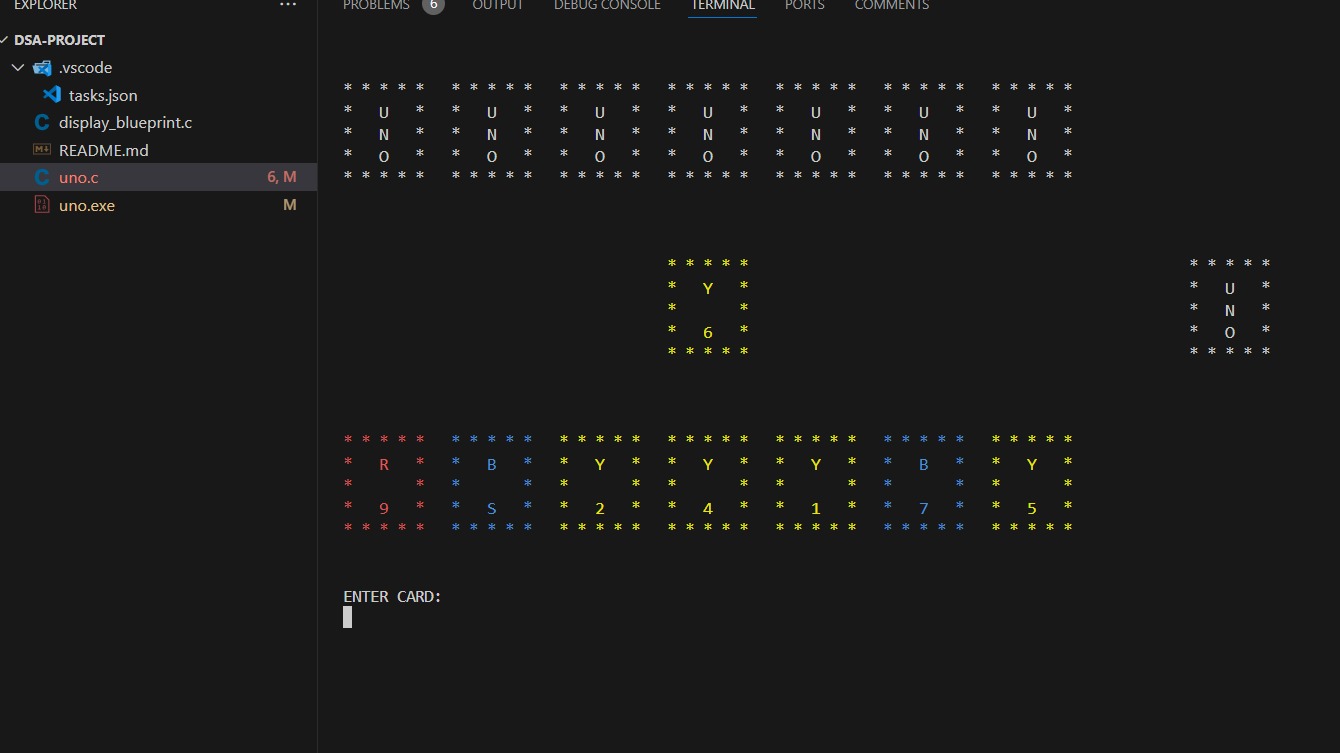 EXPLORER ···
DSA-PROJECT
.vscode
tasks.json
display_blueprint.c
README.md
uno.c 6, M
uno.exe M
PROBLEMS 6 OUTPUT DEBUG CONSOLE TERMINAL PORTS COMMENTS
* * * * * * * * * * * * * * * * * * * * * * * * * * * * * * * * * * *
* U * * U * * U * * U * * U * * U * * U *
* N * * N * * N * * N * * N * * N * * N *
* O * * O * * O * * O * * O * * O * * O *
* * * * * * * * * * * * * * * * * * * * * * * * * * * * * * * * * * *
* * * * * * * * * *
* Y * * U *
* * * N *
* 6 * * O *
* * * * * * * * * *
* * * * * * * * * * * * * * * * * * * * * * * * * * * * * * * * * * *
* R * * B * * Y * * Y * * Y * * B * * Y *
* * * * * * * * * * * * * *
* 9 * * S * * 2 * * 4 * * 1 * * 7 * * 5 *
* * * * * * * * * * * * * * * * * * * * * * * * * * * * * * * * * * *
ENTER CARD: